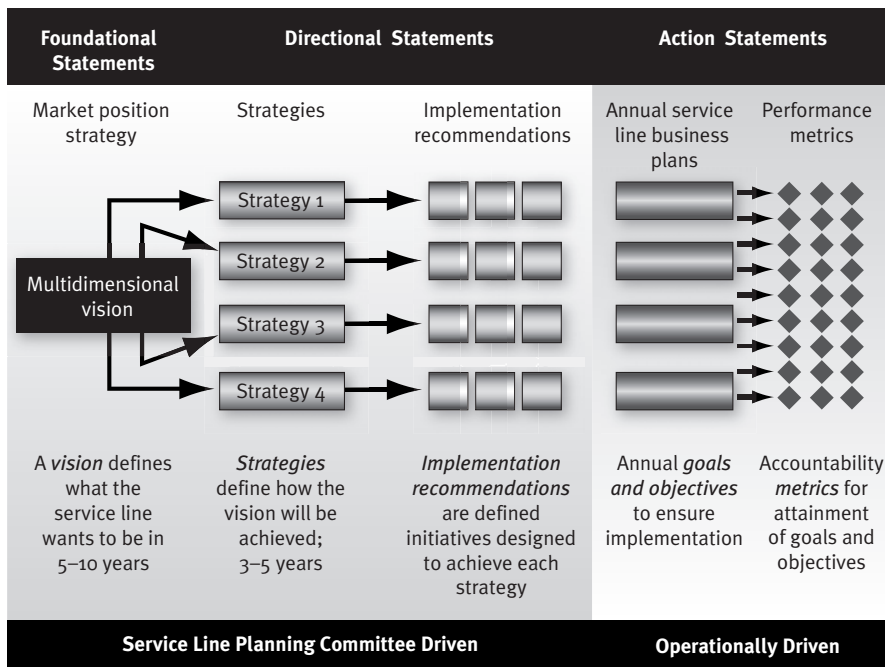 Foundational
Statements
Directional Statements
Action Statements
Market position
strategy
Strategies
Implementation
recommendations
Annual service
line business
plans
Performance
metrics
Multidimensional
vision
Strategy 1
Strategy 2
Strategy 3
Strategy 4
A vision defines
what the
service line
wants to be in
5–10 years
Strategies
define how the
vision will be
achieved;
3–5 years
Implementation
recommendations
are defined
initiatives designed
to achieve each
strategy
Annual goals
and objectives
to ensure
implementation
Accountability
metrics for
attainment
of goals and
objectives
Service Line Planning Committee Driven
Operationally Driven